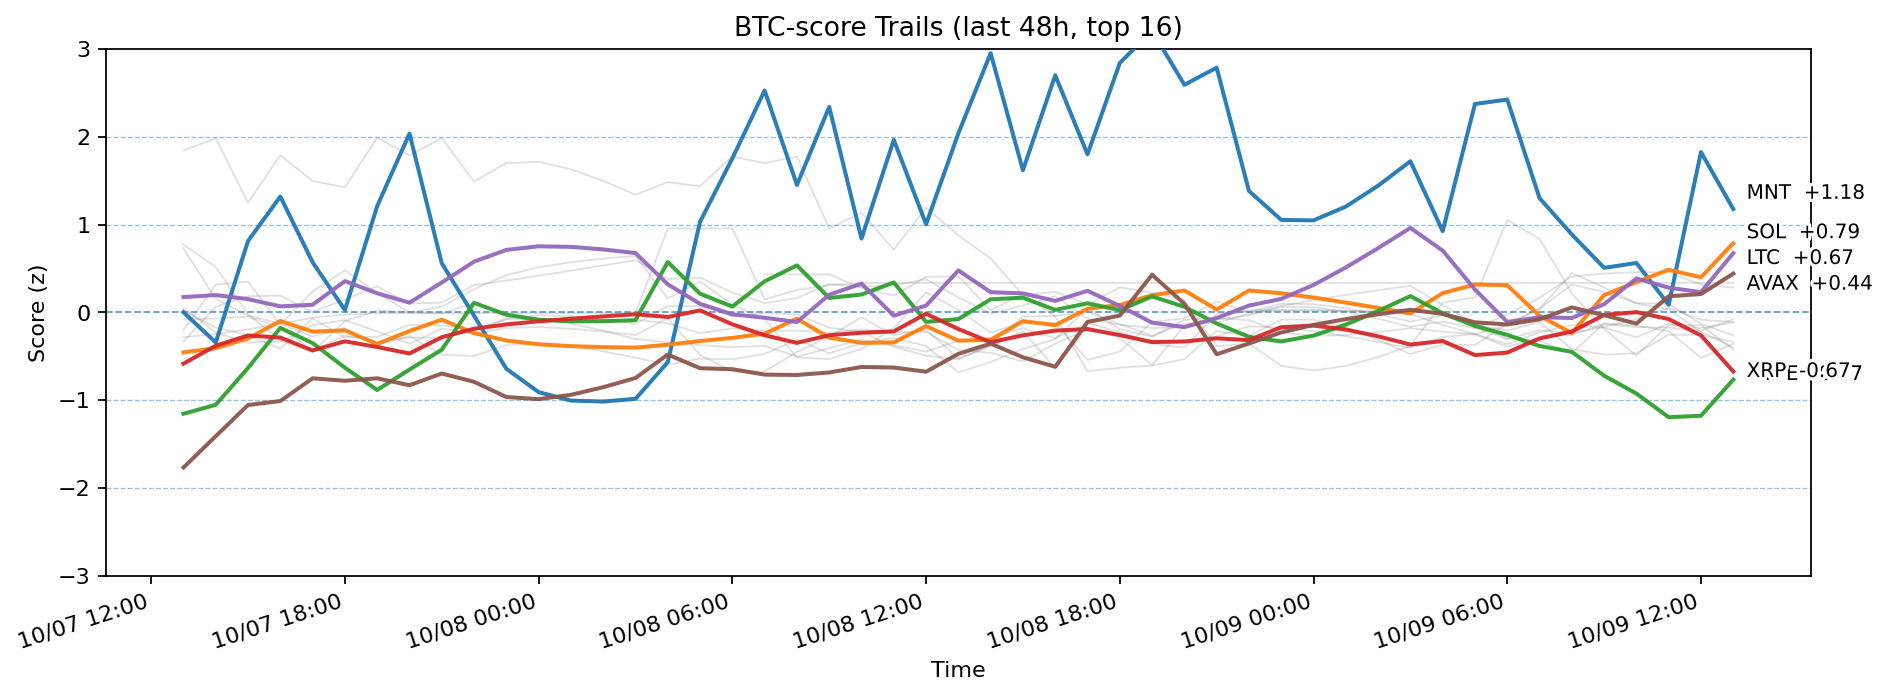 BTC-score Trails (last 48h, top 16)
Score (z)
3
2
1
0
−1
−2
−3
MNT +1.18
SOL +0.79
LTC +0.67
AVAX +0.44
XRP
10/07 12:00
10/07 18:00
10/08 00:00
10/08 06:00
10/08 12:00
10/08 18:00
10/09 00:00
10/09 06:00
10/09 12:00
Time